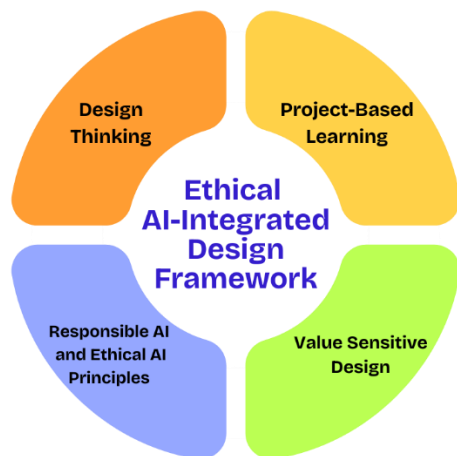 Design
Thinking
Project-Based
Learning
Ethical
AI-Integrated
Design
Framework
Responsible AI
and Ethical AI
Principles
Value Sensitive
Design